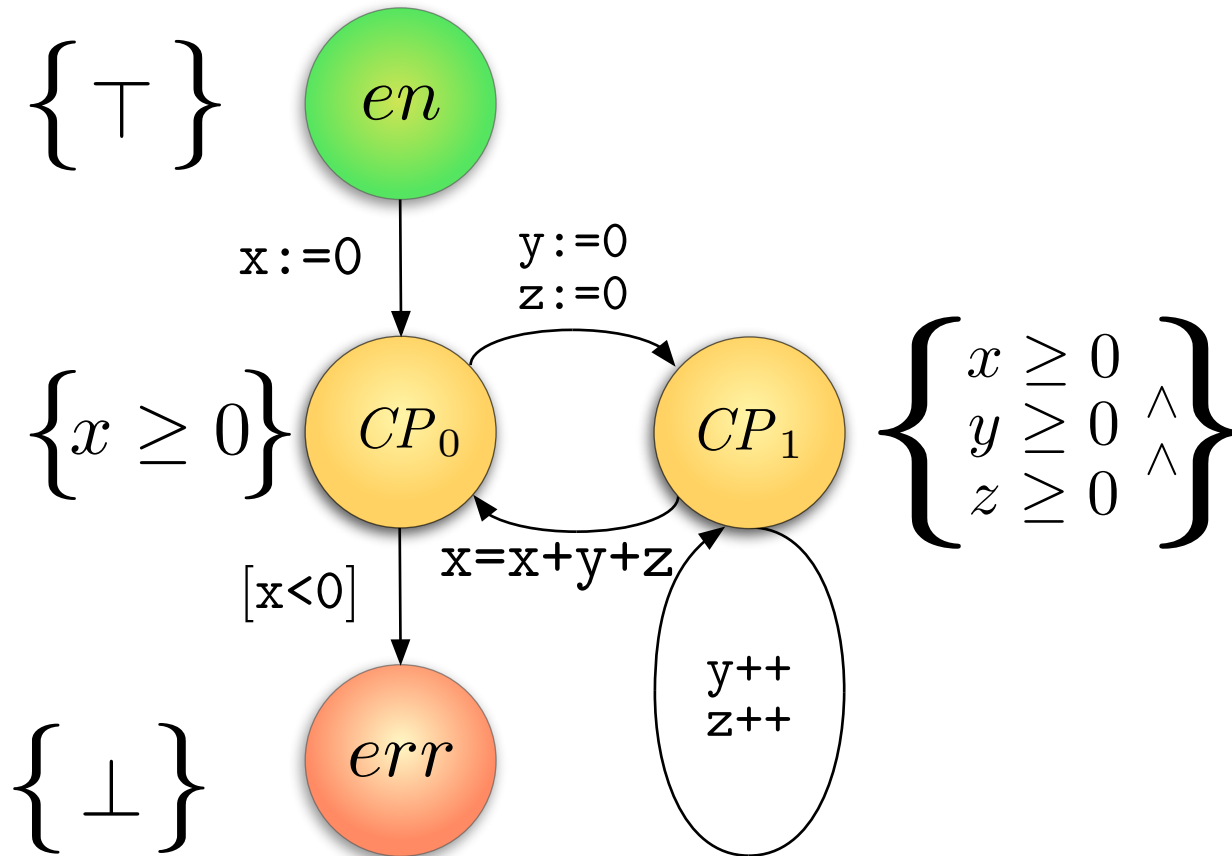 { ⊤ }
en
x:=0
y:=0
z:=0
{x ≥ 0}
CP₀
CP₁
x ≥ 0
y ≥ 0 ∧
z ≥ 0 ∧
x=x+y+z
[x<0]
y++
z++
{ ⊥ }
err